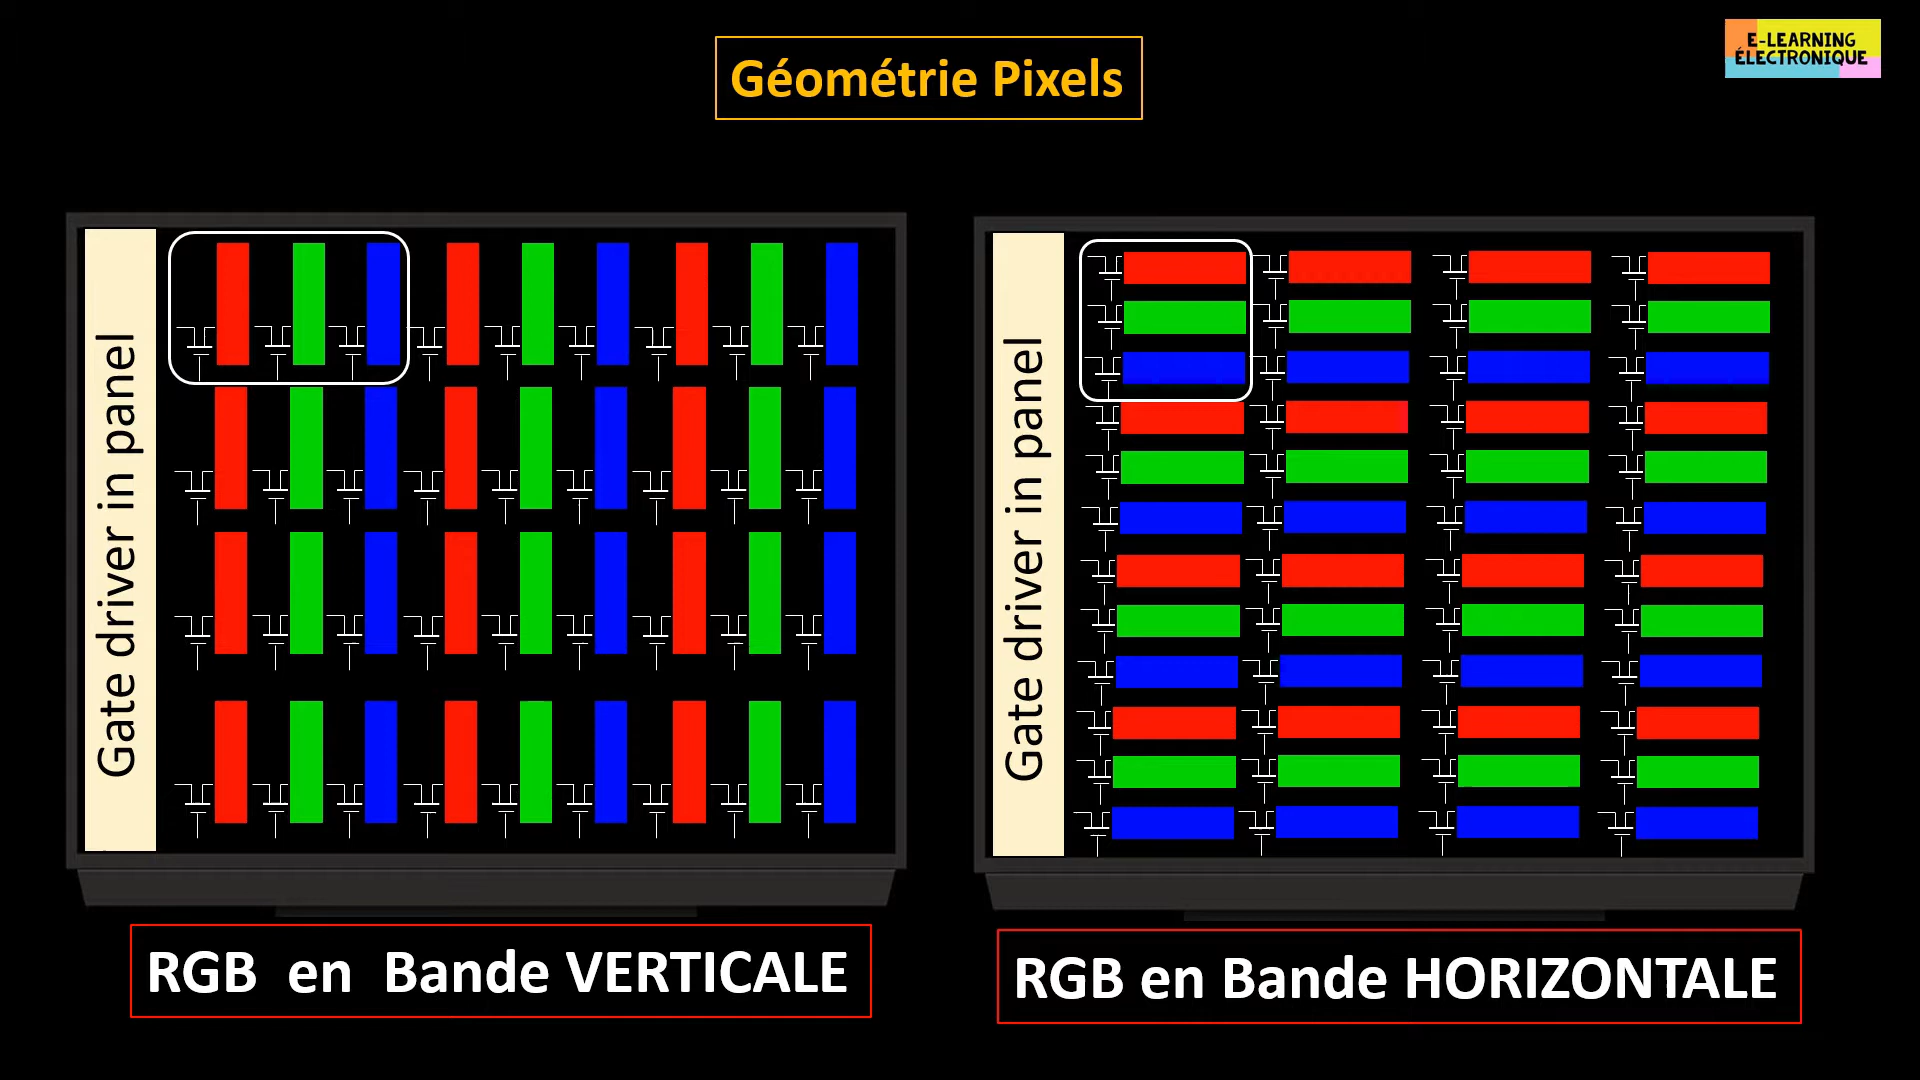 Géométrie Pixels
E-LEARNING
ÉLECTRONIQUE
Gate driver in panel
Gate driver in panel
RGB en Bande VERTICALE
RGB en Bande HORIZONTALE